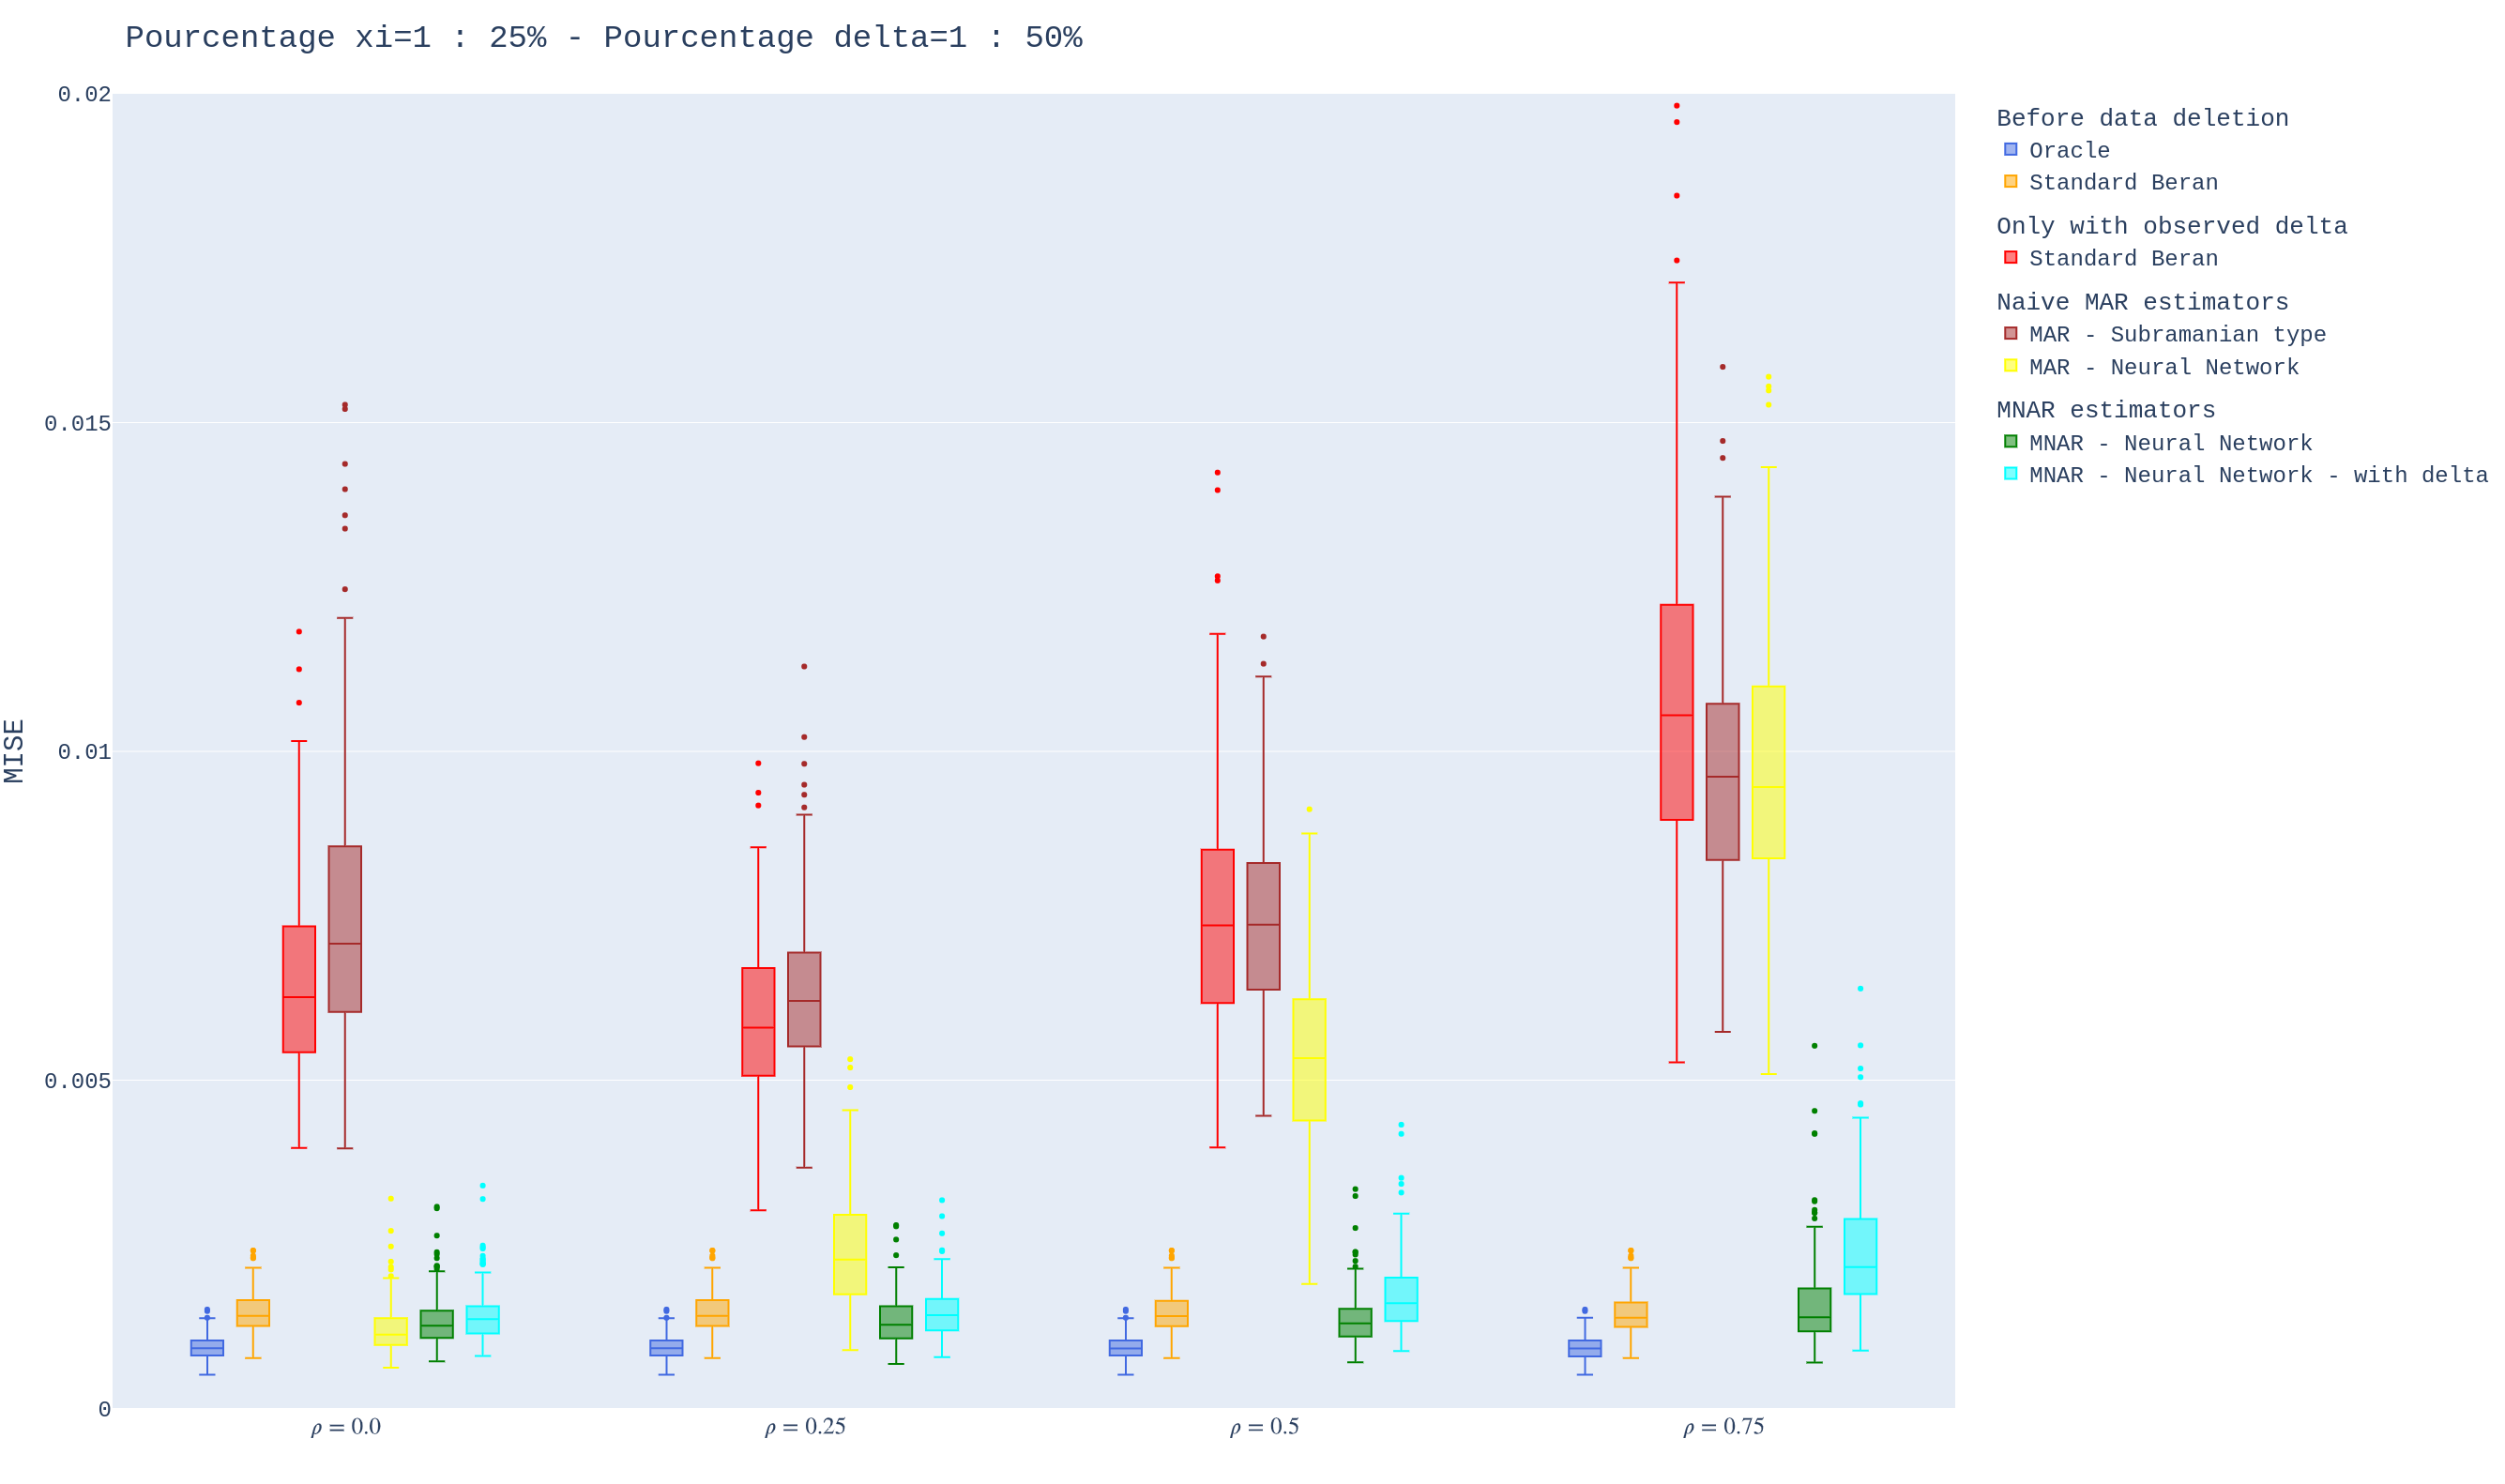 Pourcentage xi=1 : 25% - Pourcentage delta=1 : 50%
0.02
0.015
0.01
0.005
0
MISE
ρ = 0.0
ρ = 0.25
ρ = 0.5
ρ = 0.75
Before data deletion
Oracle
Standard Beran
Only with observed delta
Standard Beran
Naive MAR estimators
MAR - Subramanian type
MAR - Neural Network
MNAR estimators
MNAR - Neural Network
MNAR - Neural Network - with delta